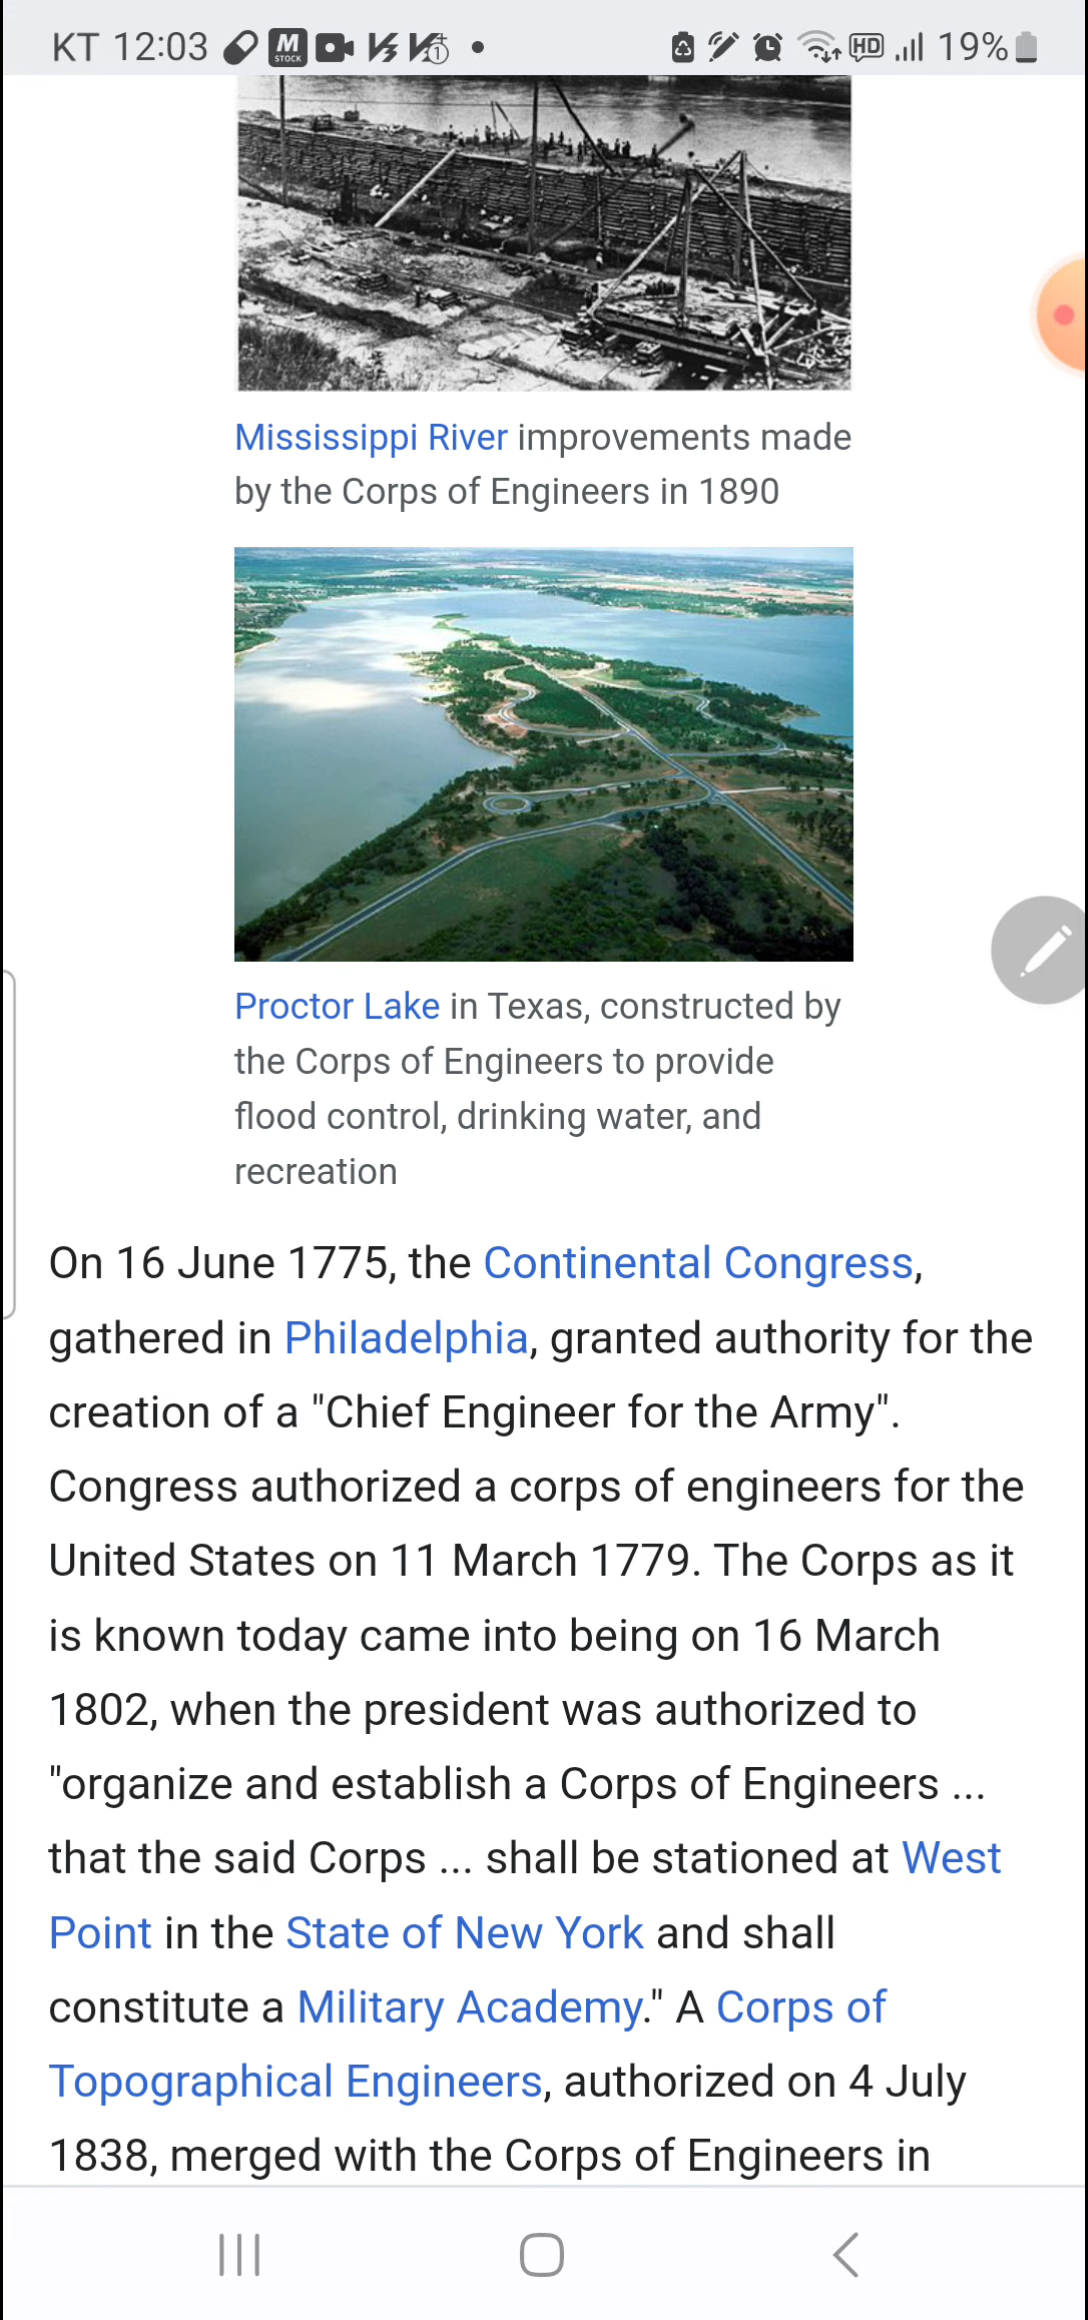 KT 12:03 M STOCK 1 HD 19%
Mississippi River improvements made
by the Corps of Engineers in 1890
Proctor Lake in Texas, constructed by
the Corps of Engineers to provide
flood control, drinking water, and
recreation
On 16 June 1775, the Continental Congress,
gathered in Philadelphia, granted authority for the
creation of a "Chief Engineer for the Army".
Congress authorized a corps of engineers for the
United States on 11 March 1779. The Corps as it
is known today came into being on 16 March
1802, when the president was authorized to
"organize and establish a Corps of Engineers ...
that the said Corps ... shall be stationed at West
Point in the State of New York and shall
constitute a Military Academy." A Corps of
Topographical Engineers, authorized on 4 July
1838, merged with the Corps of Engineers in